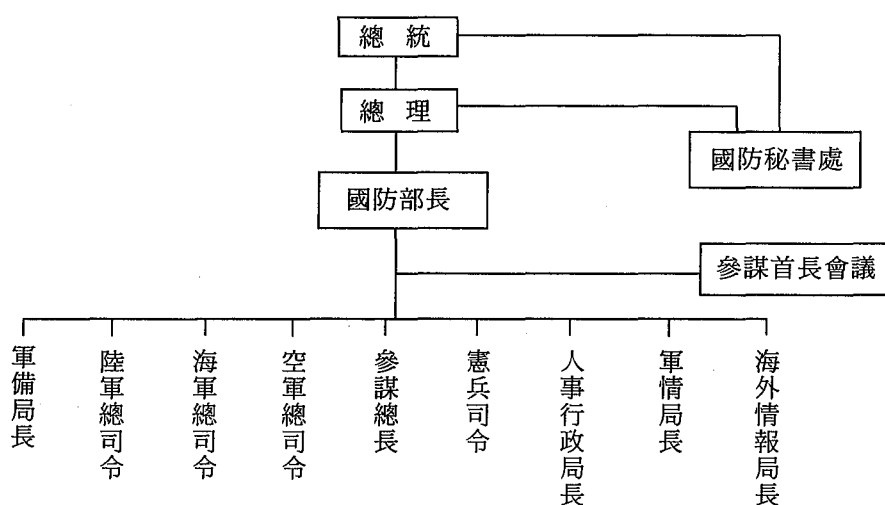 總統
總理
國防秘書處
國防部長
參謀首長會議
軍備局長
陸軍總司令
海軍總司令
空軍總司令
參謀總長
憲兵司令
人事行政局長
軍情局長
海外情報局長